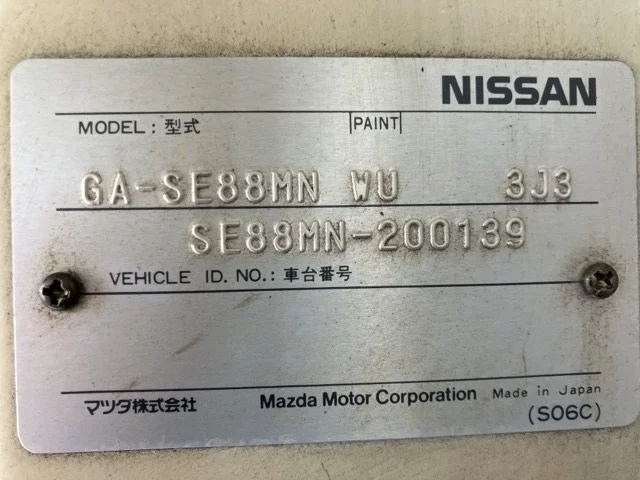 NISSAN
MODEL : 型式 PAINT
GA-SE88MN WU 3J3
SE88MN-200139
VEHICLE ID. NO.: 車台番号
マツダ株式会社 Mazda Motor Corporation Made in Japan
(S06C)